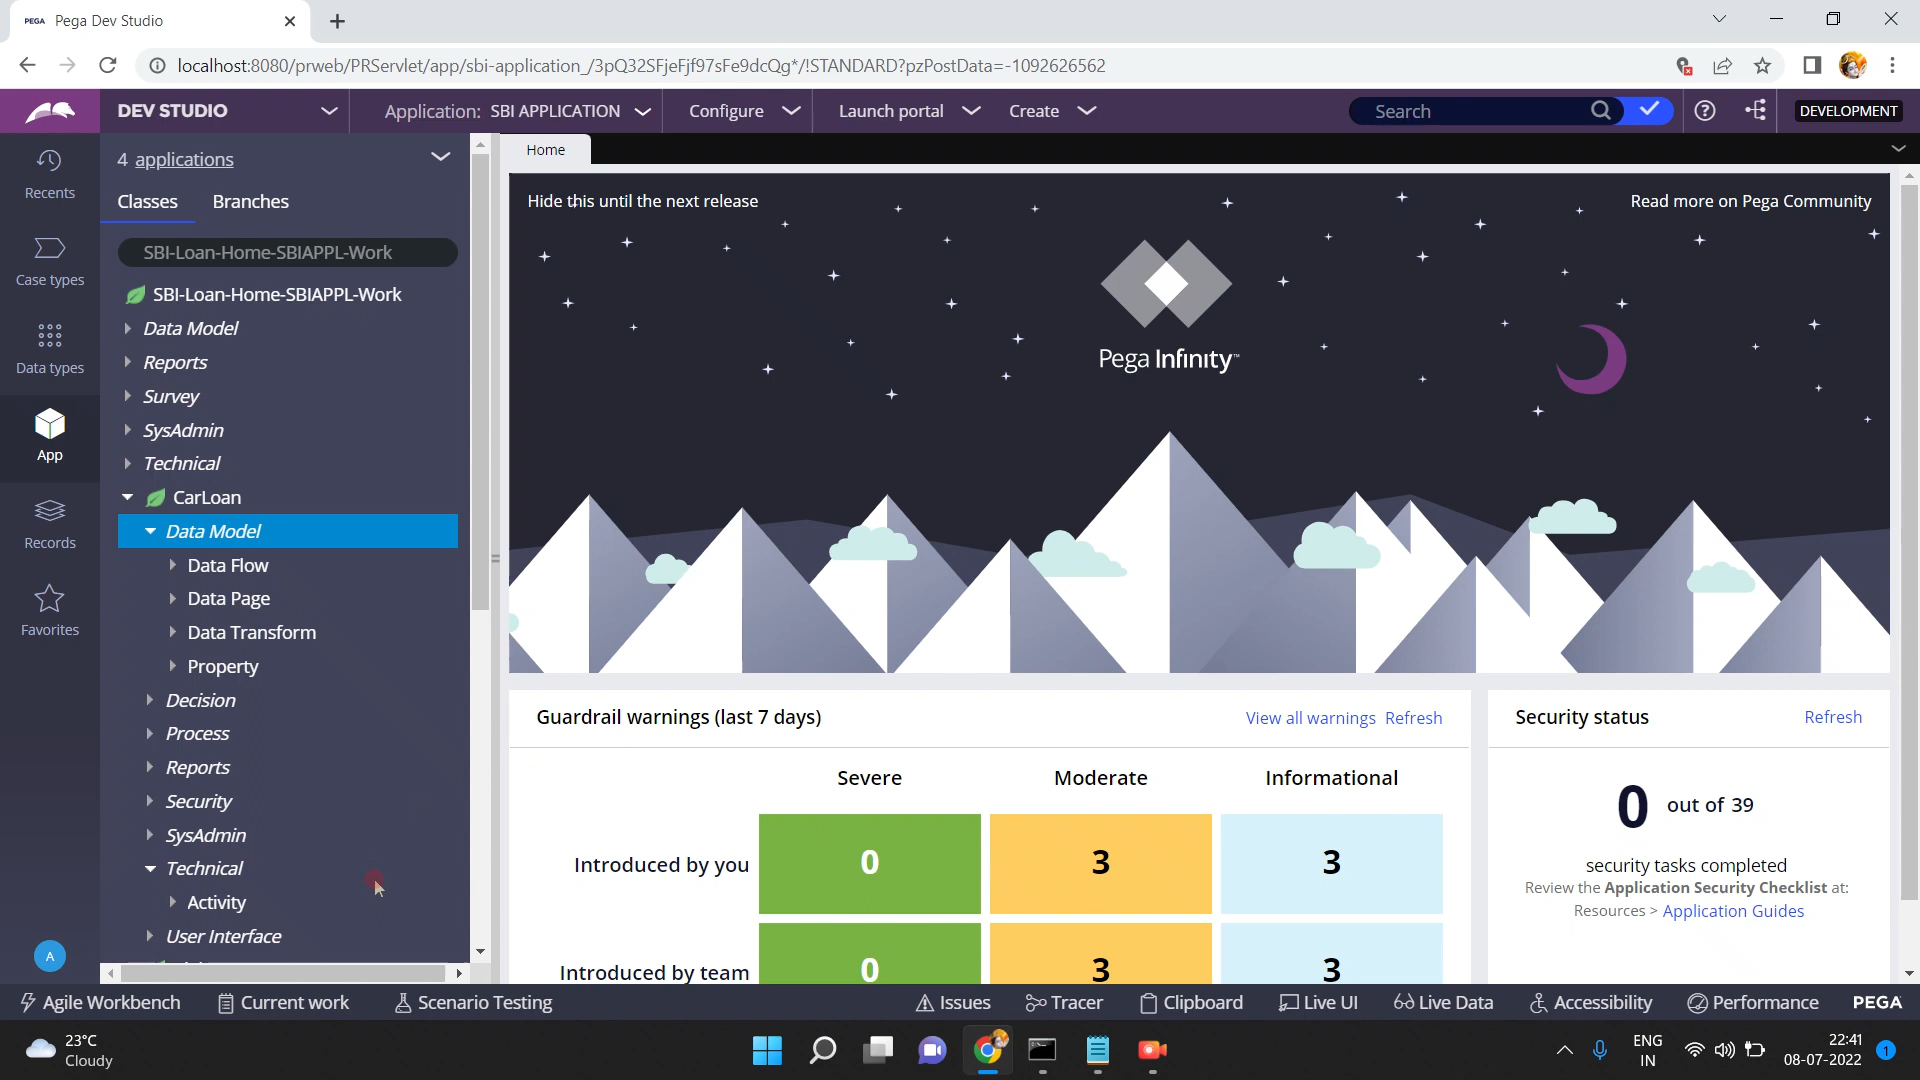 PEGA Pega Dev Studio
localhost:8080/prweb/PRServlet/app/sbi-application_/3pQ32SFjeFjf97sFe9dcQg*/!STANDARD?pzPostData=-1092626562
DEV STUDIO
Application: SBI APPLICATION
Configure
Launch portal
Create
Search
DEVELOPMENT
Recents
Case types
Data types
App
Records
Favorites
A
4 applications
Classes Branches
SBI-Loan-Home-SBIAPPL-Work
SBI-Loan-Home-SBIAPPL-Work
Data Model
Reports
Survey
SysAdmin
Technical
CarLoan
Data Model
Data Flow
Data Page
Data Transform
Property
Decision
Process
Reports
Security
SysAdmin
Technical
Activity
User Interface
Home
Hide this until the next release
Read more on Pega Community
Pega Infinity™
Guardrail warnings (last 7 days)
View all warnings Refresh
Severe Moderate Informational
Introduced by you 0 3 3
Introduced by team 0 3 3
Security status Refresh
0 out of 39
security tasks completed
Review the Application Security Checklist at:
Resources > Application Guides
Agile Workbench Current work Scenario Testing Issues Tracer Clipboard Live UI Live Data Accessibility Performance PEGA
23°C
Cloudy
ENG
IN
22:41
08-07-2022
1